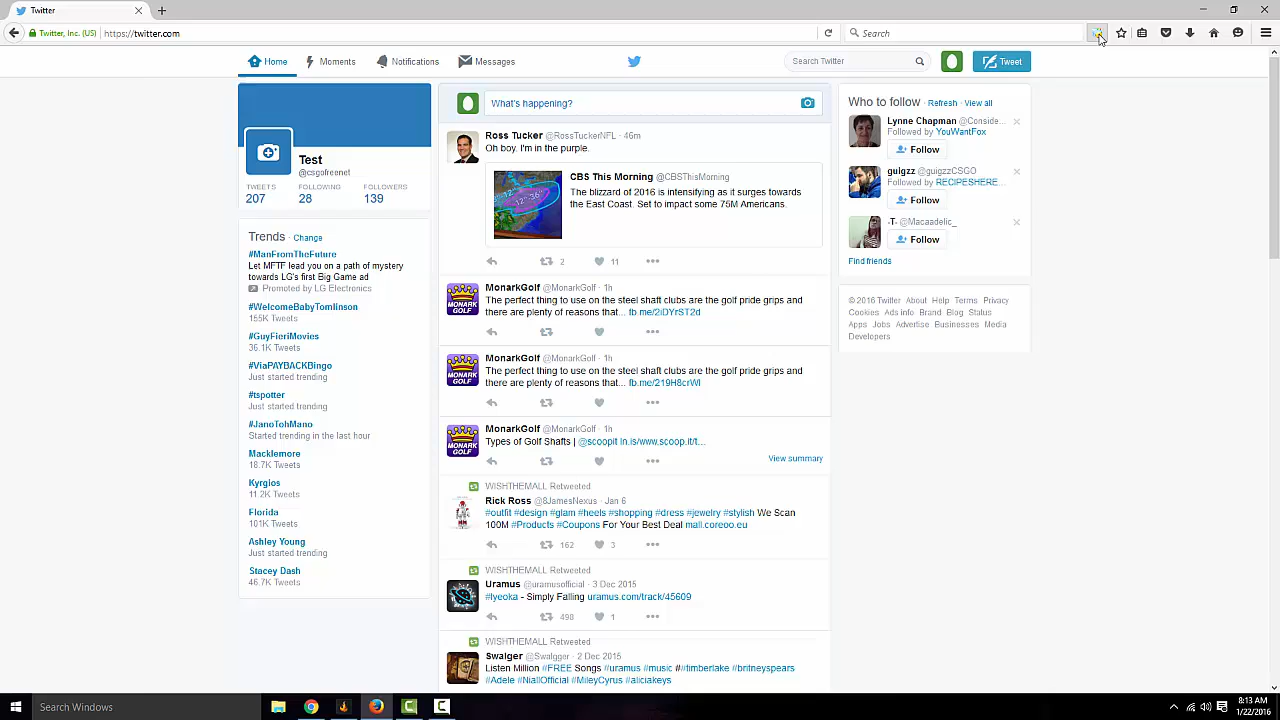 Twitter
Twitter, Inc. (US)
https://twitter.com
Search
Home
Moments
Notifications
Messages
Search Twitter
Tweet
Test
@csgofreenet
TWEETS
FOLLOWING
FOLLOWERS
207
28
139
Trends · Change
#ManFromTheFuture
Let MFTF lead you on a path of mystery
towards LG's first Big Game ad
Promoted by LG Electronics
#WelcomeBabyTomlinson
155K Tweets
#GuyFieriMovies
36.1K Tweets
#ViaPAYBACKBingo
Just started trending
#tspotter
Just started trending
#JanoTohMano
Started trending in the last hour
Macklemore
18.7K Tweets
Kyrgios
11.2K Tweets
Florida
101K Tweets
Ashley Young
Just started trending
Stacey Dash
46.7K Tweets
What's happening?
Ross Tucker @RossTuckerNFL · 46m
Oh boy. I'm in the purple.
CBS This Morning @CBSThisMorning
The blizzard of 2016 is intensifying as it surges towards
the East Coast. Set to impact some 75M Americans.
2
11
MonarkGolf @MonarkGolf · 1h
The perfect thing to use on the steel shaft clubs are the golf pride grips and
there are plenty of reasons that... fb.me/2iDYrST2d
MonarkGolf @MonarkGolf · 1h
The perfect thing to use on the steel shaft clubs are the golf pride grips and
there are plenty of reasons that... fb.me/219H8crWl
MonarkGolf @MonarkGolf · 1h
Types of Golf Shafts | @scoopit ln.is/www.scoop.it/t...
View summary
WISHTHEMALL Retweeted
Rick Ross @8JamesNexus · Jan 6
#outfit #design #glam #heels #shopping #dress #jewelry #stylish We Scan
100M #Products #Coupons For Your Best Deal mall.coreoo.eu
162
3
WISHTHEMALL Retweeted
Uramus @uramusofficial · 3 Dec 2015
#Iyeoka - Simply Falling uramus.com/track/45609
498
1
WISHTHEMALL Retweeted
Swalger @Swalgger · 2 Dec 2015
Listen Million #FREE Songs #uramus #music ##timberlake #britneyspears
#Adele #NiallOfficial #MileyCyrus #aliciakeys
Who to follow · Refresh · View all
Lynne Chapman @Conside...
Followed by YouWantFox
Follow
guigzz @guigzzCSGO
Followed by RECIPESHERE...
Follow
-T- @Macaadelic_
Follow
Find friends
© 2016 Twitter About Help Terms Privacy
Cookies Ads info Brand Blog Status
Apps Jobs Advertise Businesses Media
Developers
Search Windows
8:13 AM
1/22/2016